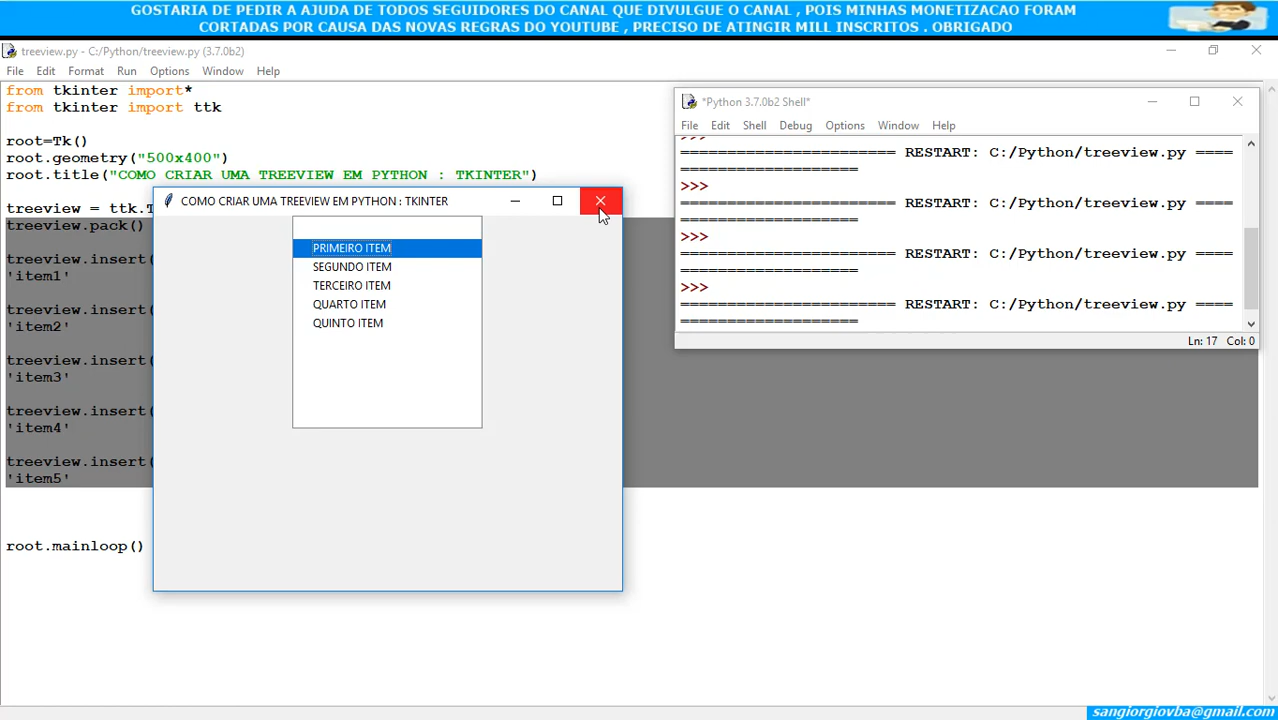 GOSTARIA DE PEDIR A AJUDA DE TODOS SEGUIDORES DO CANAL QUE DIVULGUE O CANAL , POIS MINHAS MONETIZACAO FORAM
CORTADAS POR CAUSA DAS NOVAS REGRAS DO YOUTUBE , PRECISO DE ATINGIR MILL INSCRITOS . OBRIGADO
treeview.py - C:/Python/treeview.py (3.7.0b2)
File Edit Format Run Options Window Help
from tkinter import*
from tkinter import ttk
root=Tk()
root.geometry("500x400")
root.title("COMO CRIAR UMA TREEVIEW EM PYTHON : TKINTER")
treeview = ttk.T
treeview.pack()
treeview.insert(
'item1'
treeview.insert(
'item2'
treeview.insert(
'item3'
treeview.insert(
'item4'
treeview.insert(
'item5'
root.mainloop()
COMO CRIAR UMA TREEVIEW EM PYTHON : TKINTER
PRIMEIRO ITEM
SEGUNDO ITEM
TERCEIRO ITEM
QUARTO ITEM
QUINTO ITEM
*Python 3.7.0b2 Shell*
File Edit Shell Debug Options Window Help
>>>
======================= RESTART: C:/Python/treeview.py ====
===================
>>>
======================= RESTART: C:/Python/treeview.py ====
===================
>>>
======================= RESTART: C:/Python/treeview.py ====
===================
>>>
======================= RESTART: C:/Python/treeview.py ====
===================
Ln: 17 Col: 0
sangiorgiovba@gmail.com